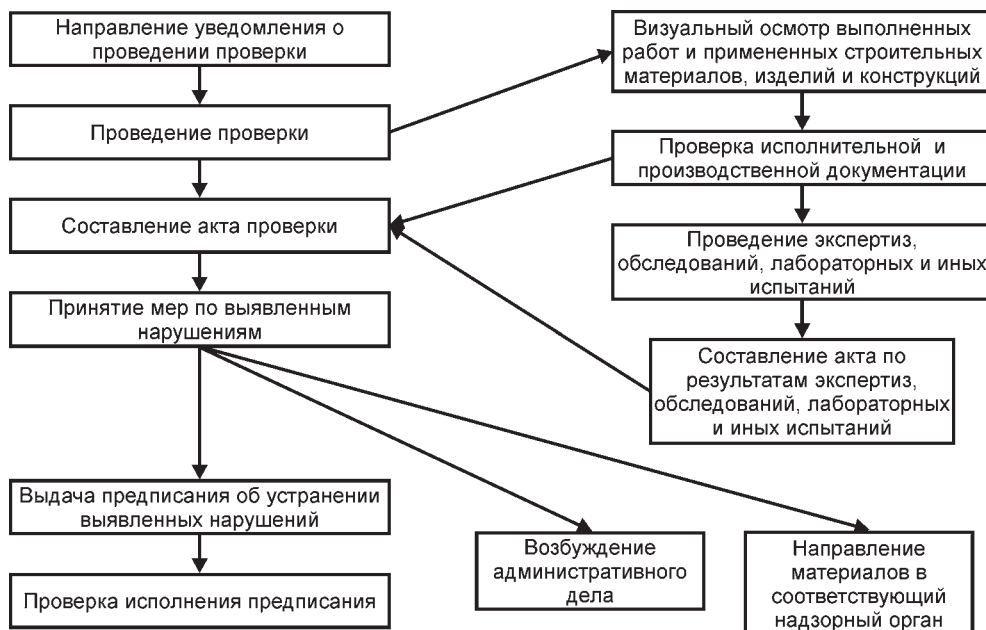 Направление уведомления о
проведении проверки
Проведение проверки
Составление акта проверки
Принятие мер по выявленным
нарушениям
Выдача предписания об устранении
выявленных нарушений
Проверка исполнения предписания
Визуальный осмотр выполненных
работ и примененных строительных
материалов, изделий и конструкций
Проверка исполнительной и
производственной документации
Проведение экспертиз,
обследований, лабораторных и иных
испытаний
Составление акта по
результатам экспертиз,
обследований, лабораторных
и иных испытаний
Возбуждение
административного
дела
Направление
материалов в
соответствующий
надзорный орган